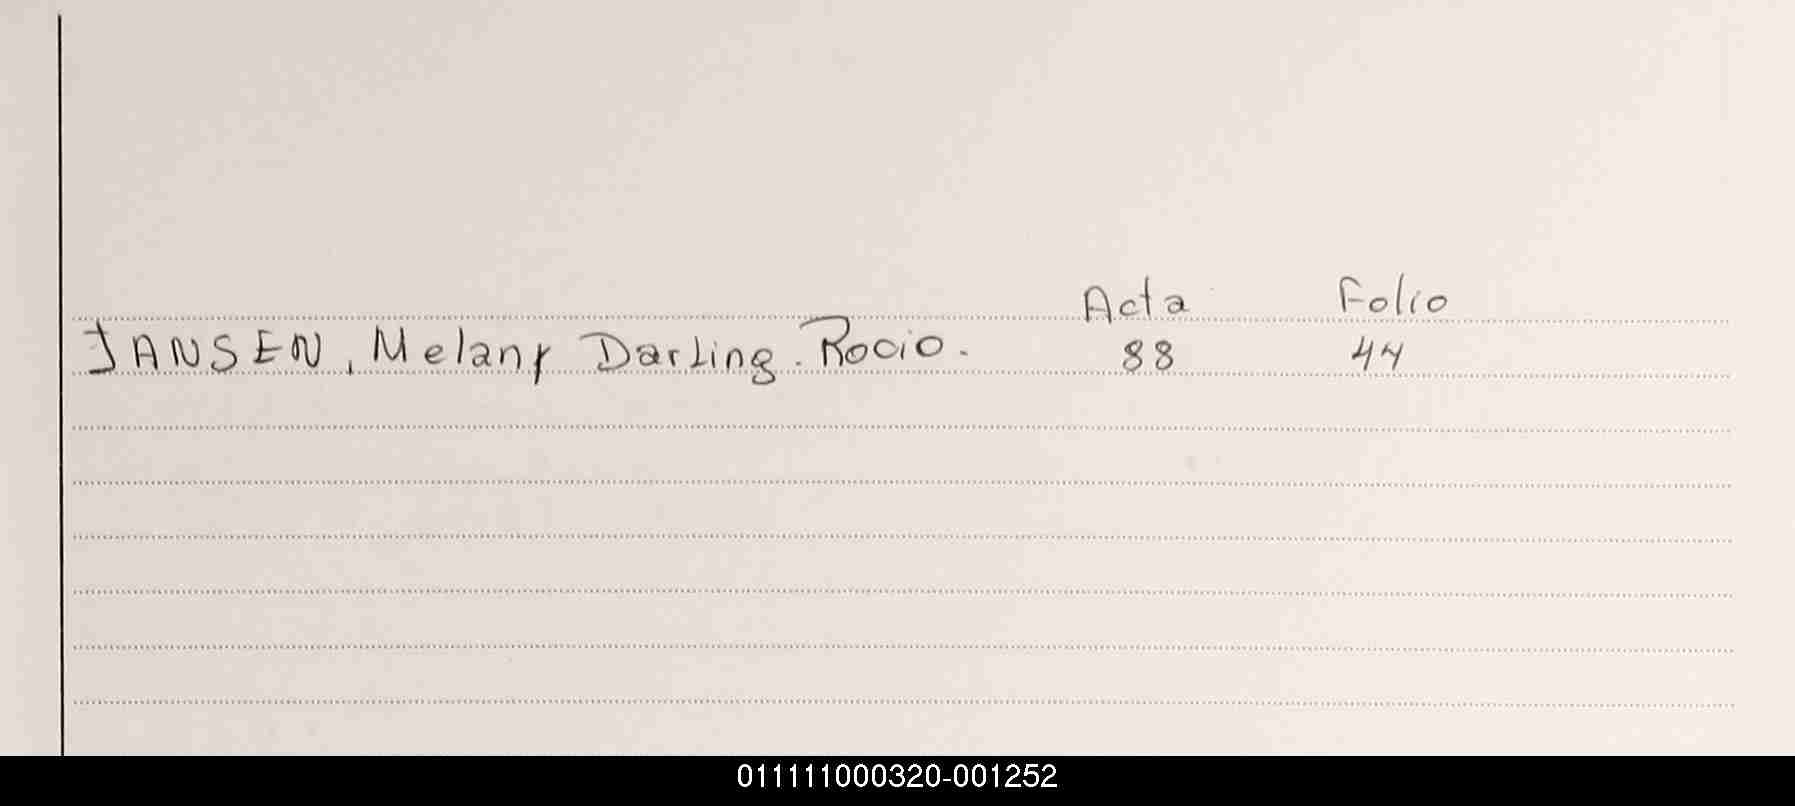 Acta Folio
JANSEN, Melany Darling. Rocio. 88 44
011111000320-001252